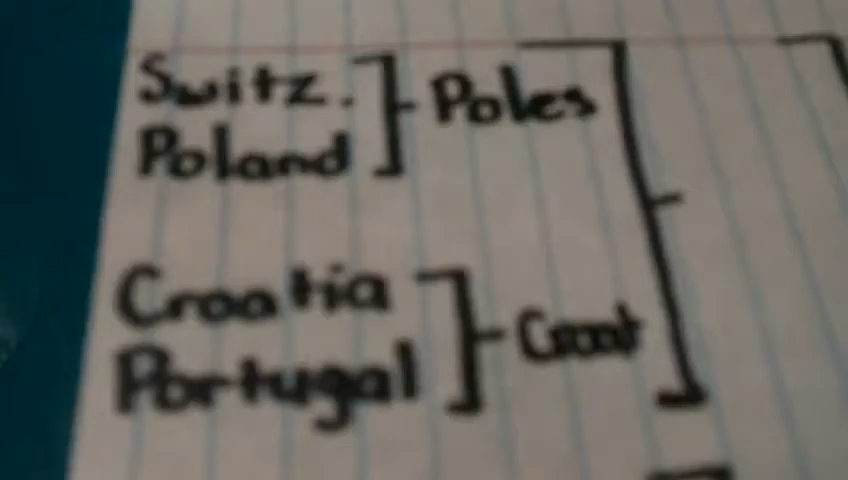 Switz.
Poland
Poles
Croatia
Portugal
Croat